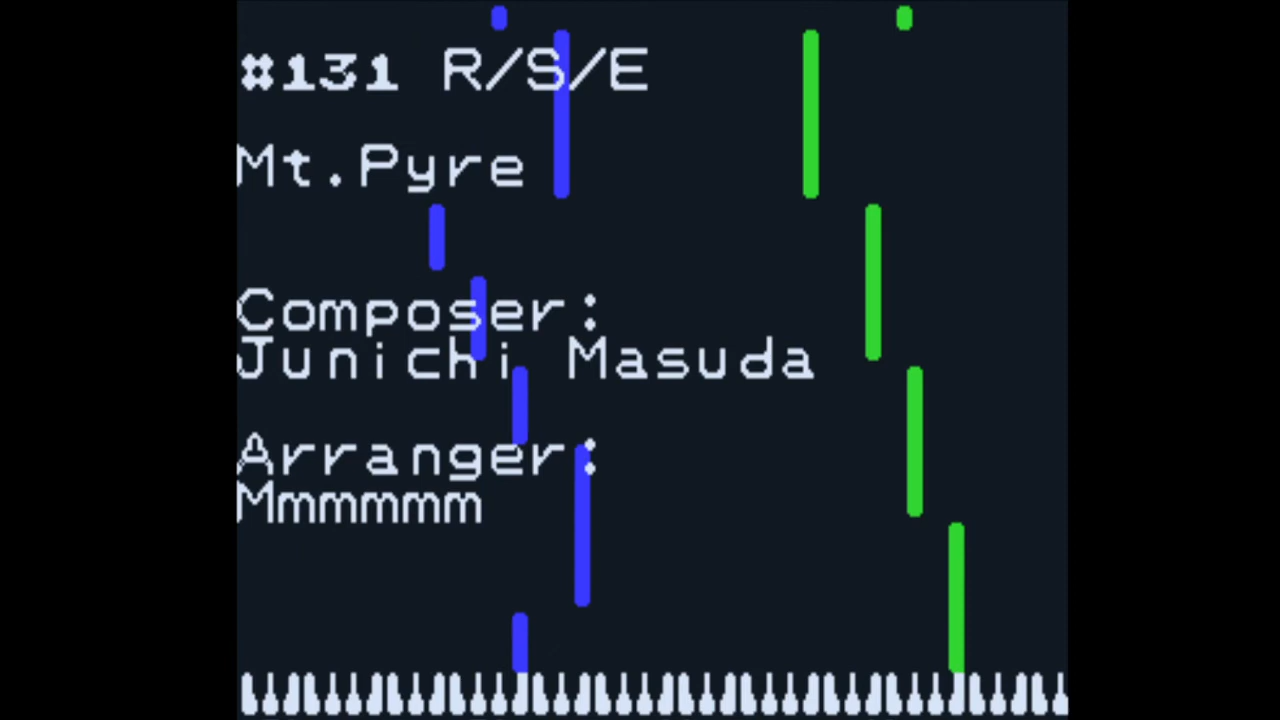 #131 R/S/E
Mt.Pyre
Composer:
Junichi Masuda
Arranger:
Mmmmmm